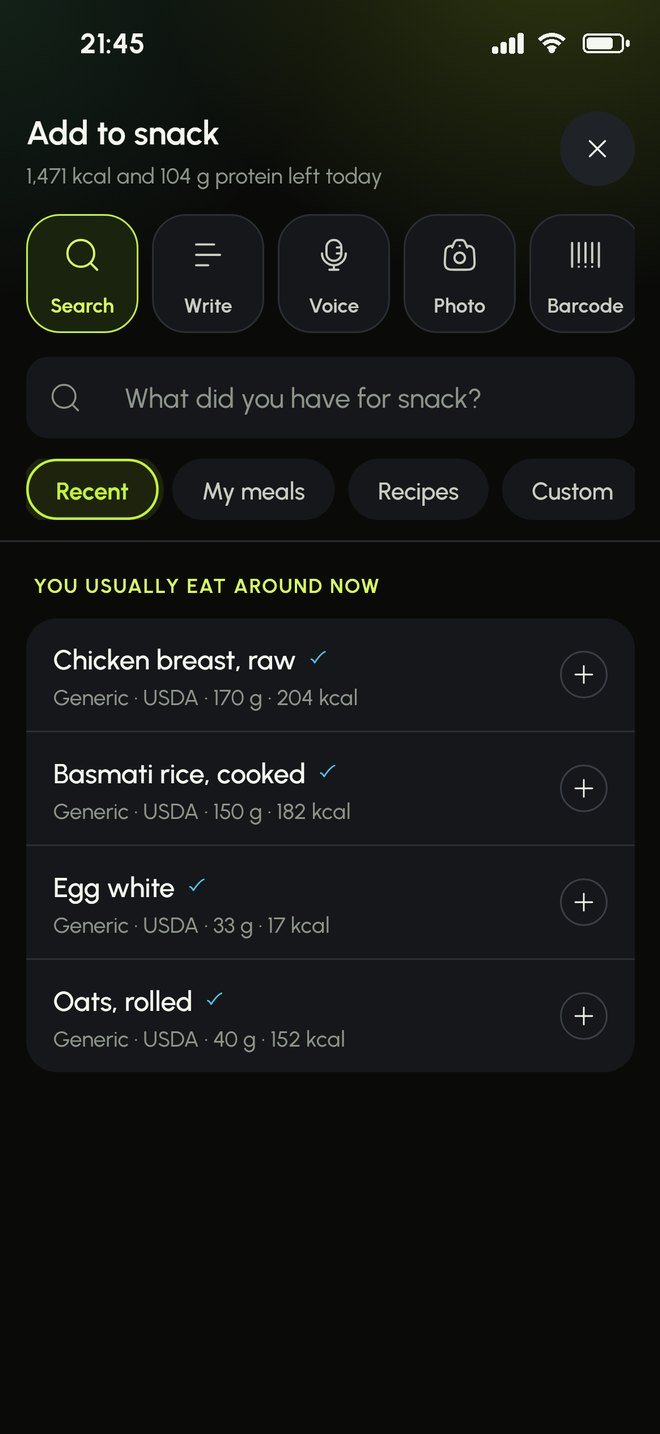 21:45
Add to snack
1,471 kcal and 104 g protein left today
Search
Write
Voice
Photo
Barcode
What did you have for snack?
Recent
My meals
Recipes
Custom
YOU USUALLY EAT AROUND NOW
Chicken breast, raw
Generic · USDA · 170 g · 204 kcal
Basmati rice, cooked
Generic · USDA · 150 g · 182 kcal
Egg white
Generic · USDA · 33 g · 17 kcal
Oats, rolled
Generic · USDA · 40 g · 152 kcal